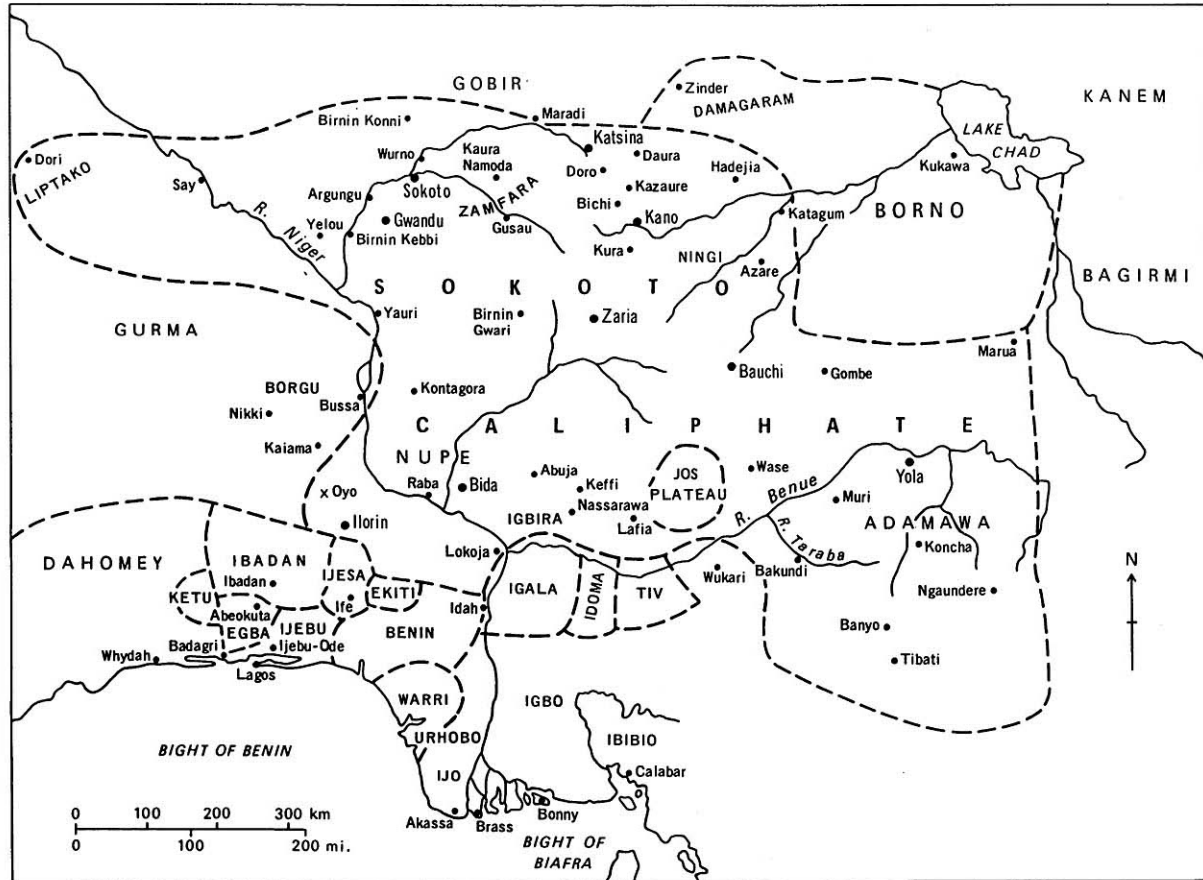 GOBIR
Zinder
DAMAGARAM
KANEM
LAKE
CHAD
Birnin Konni
Maradi
Katsina
Dori
LIPTAKO
Say
Wurno
Kaura
Namoda
Doro
Daura
Hadejia
Kukawa
Argungu
Sokoto
ZAMFARA
Kazaure
Bichi
Kano
Katagum
BORNO
R. Niger
Yelou
Gwandu
Birnin Kebbi
Gusau
Kura
NINGI
Azare
BAGIRMI
SOKOTO
GURMA
Yauri
Birnin
Gwari
Zaria
Marua
Bauchi
Gombe
BORGU
Bussa
Nikki
Kontagora
CALIPHATE
Kaiama
NUPE
Raba
Bida
Abuja
Keffi
Nassarawa
JOS
PLATEAU
Wase
R. Benue
Yola
Muri
x Oyo
Ilorin
IGBIRA
Lafia
ADAMAWA
R. Taraba
Koncha
N
DAHOMEY
IBADAN
Ibadan
IJESA
Ife
EKITI
Lokoja
IGALA
IDOMA
TIV
Wukari
Bakundi
Ngaundere
KETU
Abeokuta
EGBA
IJEBU
Ijebu-Ode
BENIN
Idah
Banyo
Tibati
Badagri
Whydah
Lagos
WARRI
IGBO
URHOBO
IBIBIO
BIGHT OF BENIN
IJO
Calabar
Akassa
Brass
Bonny
BIGHT OF
BIAFRA
0 100 200 300 km
0 100 200 mi.